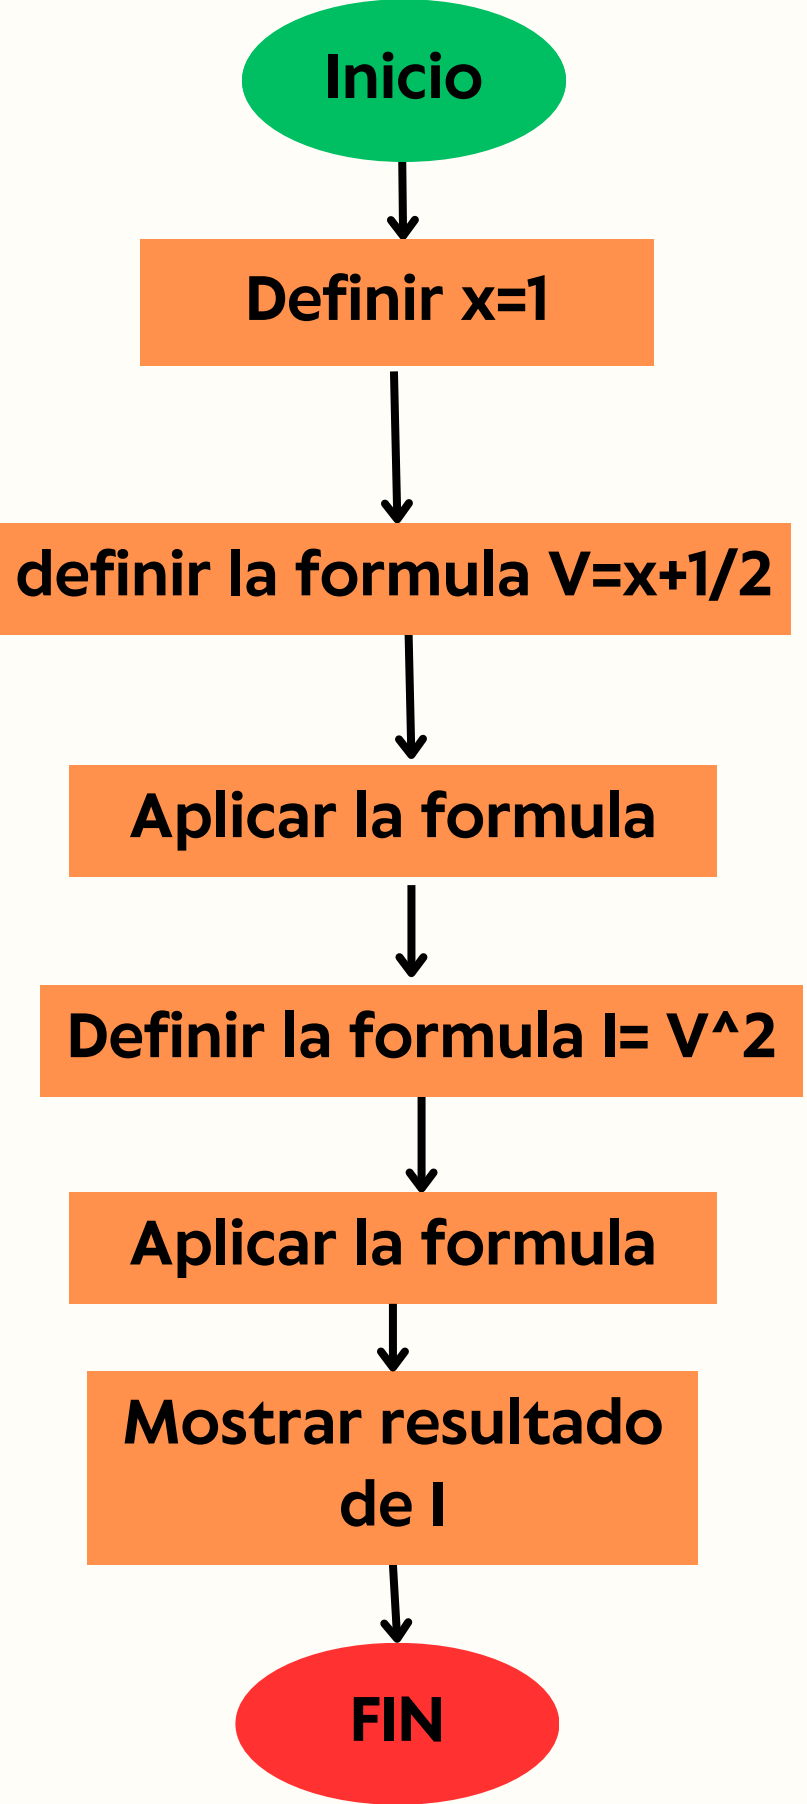 Inicio
Definir x=1
definir la formula V=x+1/2
Aplicar la formula
Definir la formula I= V^2
Aplicar la formula
Mostrar resultado
de I
FIN